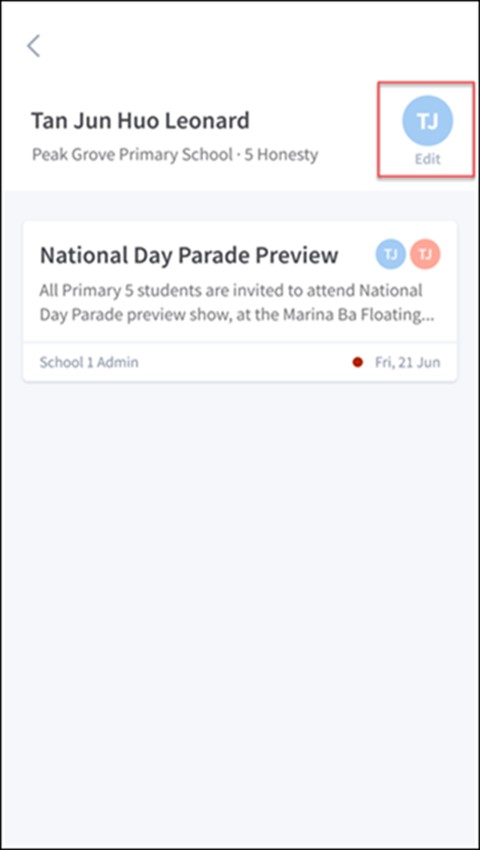 Tan Jun Huo Leonard
TJ
Peak Grove Primary School · 5 Honesty
Edit
National Day Parade Preview
TJ TJ
All Primary 5 students are invited to attend National
Day Parade preview show, at the Marina Ba Floating...
School 1 Admin
Fri, 21 Jun